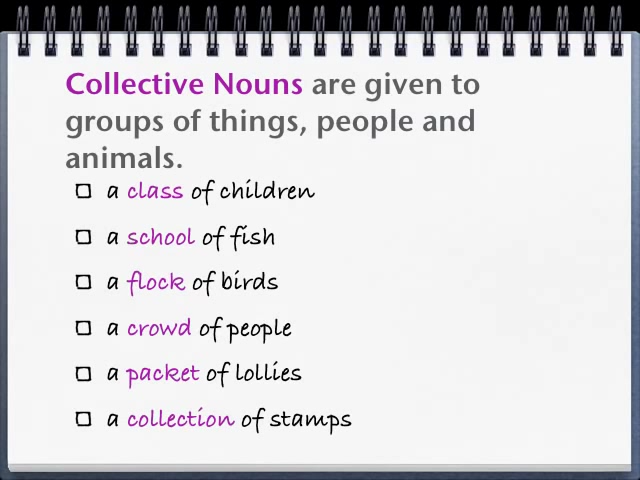 Collective Nouns are given to
groups of things, people and
animals.
a class of children
a school of fish
a flock of birds
a crowd of people
a packet of lollies
a collection of stamps